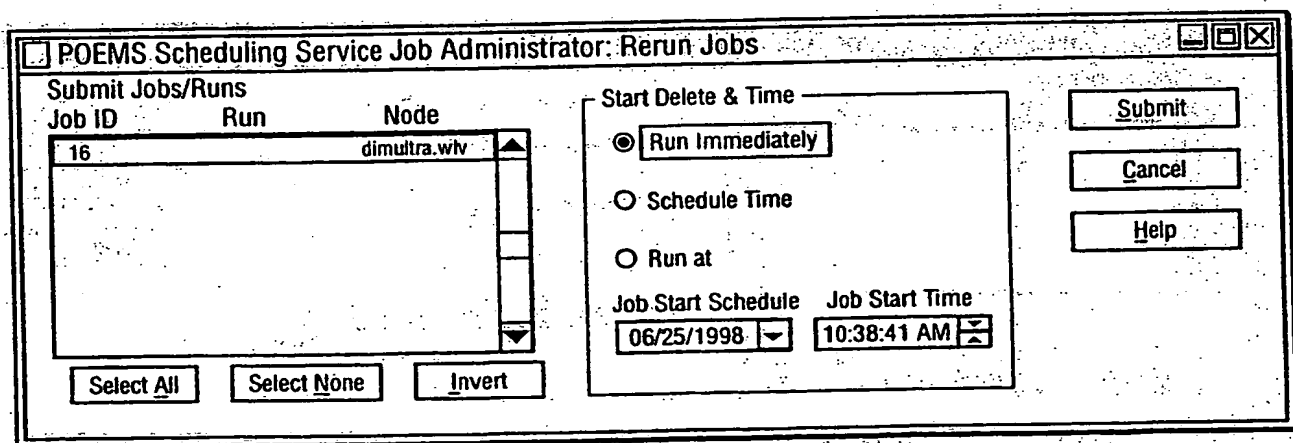 POEMS Scheduling Service Job Administrator: Rerun Jobs
Submit Jobs/Runs
Job ID Run Node
16 dimultra.wlv
Select All Select None Invert
Start Delete & Time
Run Immediately
Schedule Time
Run at
Job Start Schedule Job Start Time
06/25/1998 10:38:41 AM
Submit
Cancel
Help